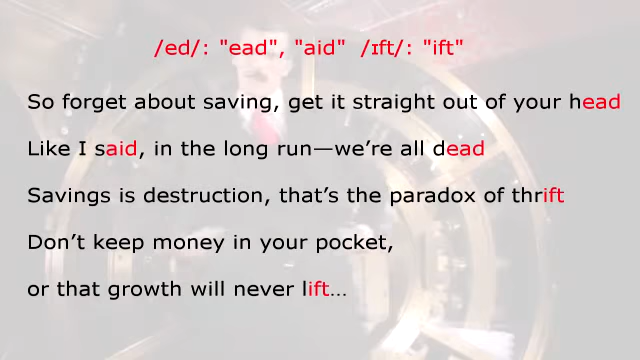 /ed/: "ead", "aid"  /ɪft/: "ift"
So forget about saving, get it straight out of your head
Like I said, in the long run—we’re all dead
Savings is destruction, that’s the paradox of thrift
Don’t keep money in your pocket,
or that growth will never lift…